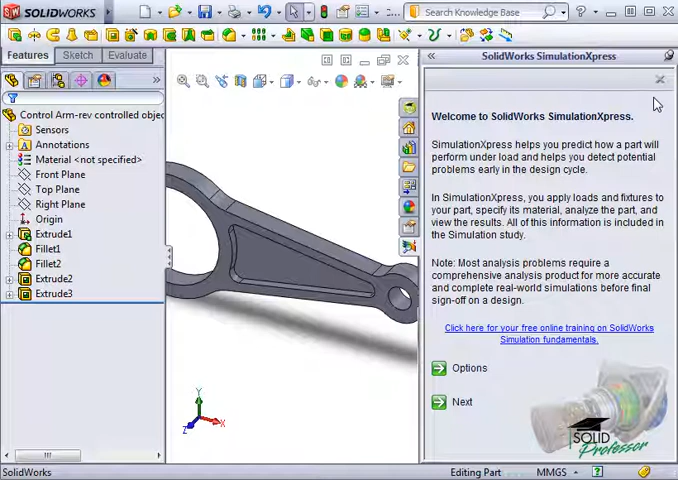 SW SOLIDWORKS
Search Knowledge Base
Features
Sketch
Evaluate
SolidWorks SimulationXpress
Control Arm-rev controlled obje
Sensors
Annotations
Material <not specified>
Front Plane
Top Plane
Right Plane
Origin
Extrude1
Fillet1
Fillet2
Extrude2
Extrude3
Welcome to SolidWorks SimulationXpress.
SimulationXpress helps you predict how a part will
perform under load and helps you detect potential
problems early in the design cycle.
In SimulationXpress, you apply loads and fixtures to
your part, specify its material, analyze the part, and
view the results. All of this information is included in
the Simulation study.
Note: Most analysis problems require a
comprehensive analysis product for more accurate
and complete real-world simulations before final
sign-off on a design.
Click here for your free online training on SolidWorks
Simulation fundamentals.
Options
Next
Y
X
Z
SOLID
Professor
SolidWorks
Editing Part
MMGS